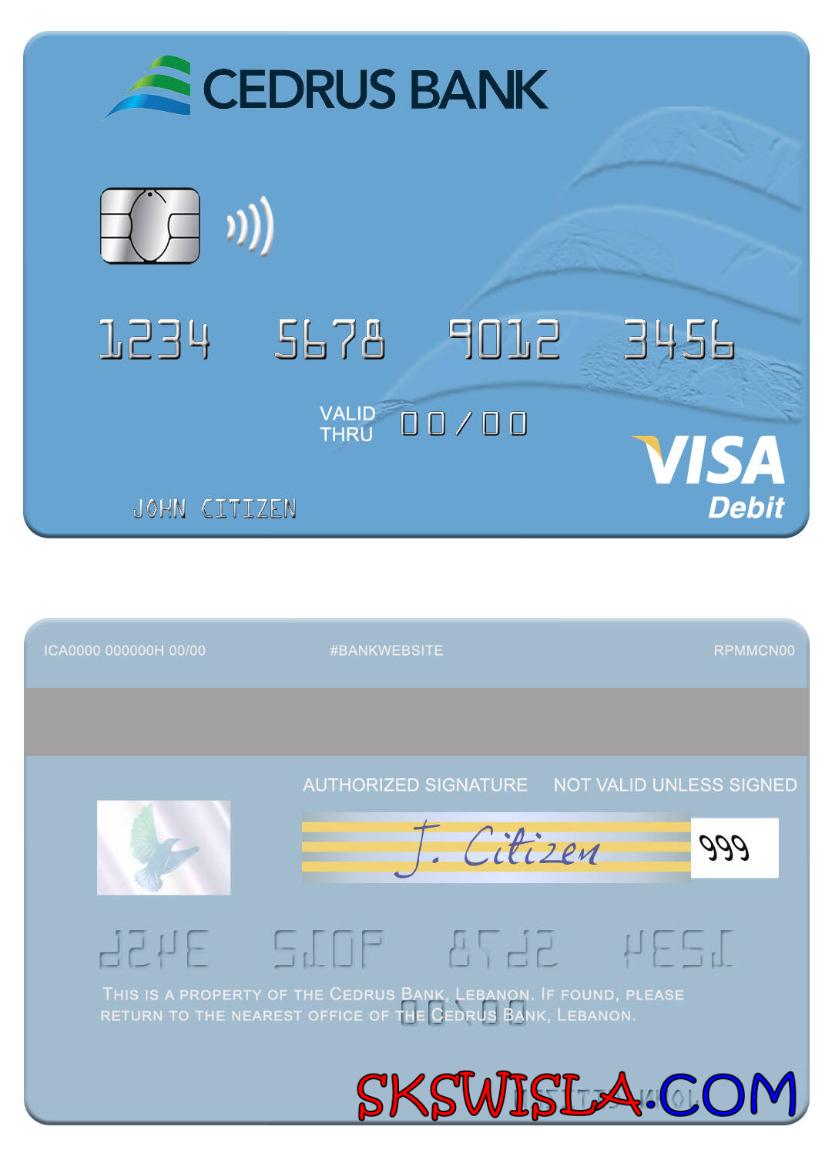 CEDRUS BANK
1234 5678 9012 3456
VALID THRU 00/00
VISA
Debit
JOHN CITIZEN
ICA0000 000000H 00/00 #BANKWEBSITE RPMMCN00
AUTHORIZED SIGNATURE NOT VALID UNLESS SIGNED
J. Citizen 999
THIS IS A PROPERTY OF THE CEDRUS BANK, LEBANON. IF FOUND, PLEASE
RETURN TO THE NEAREST OFFICE OF THE CEDRUS BANK, LEBANON.
SKSWISLA.COM